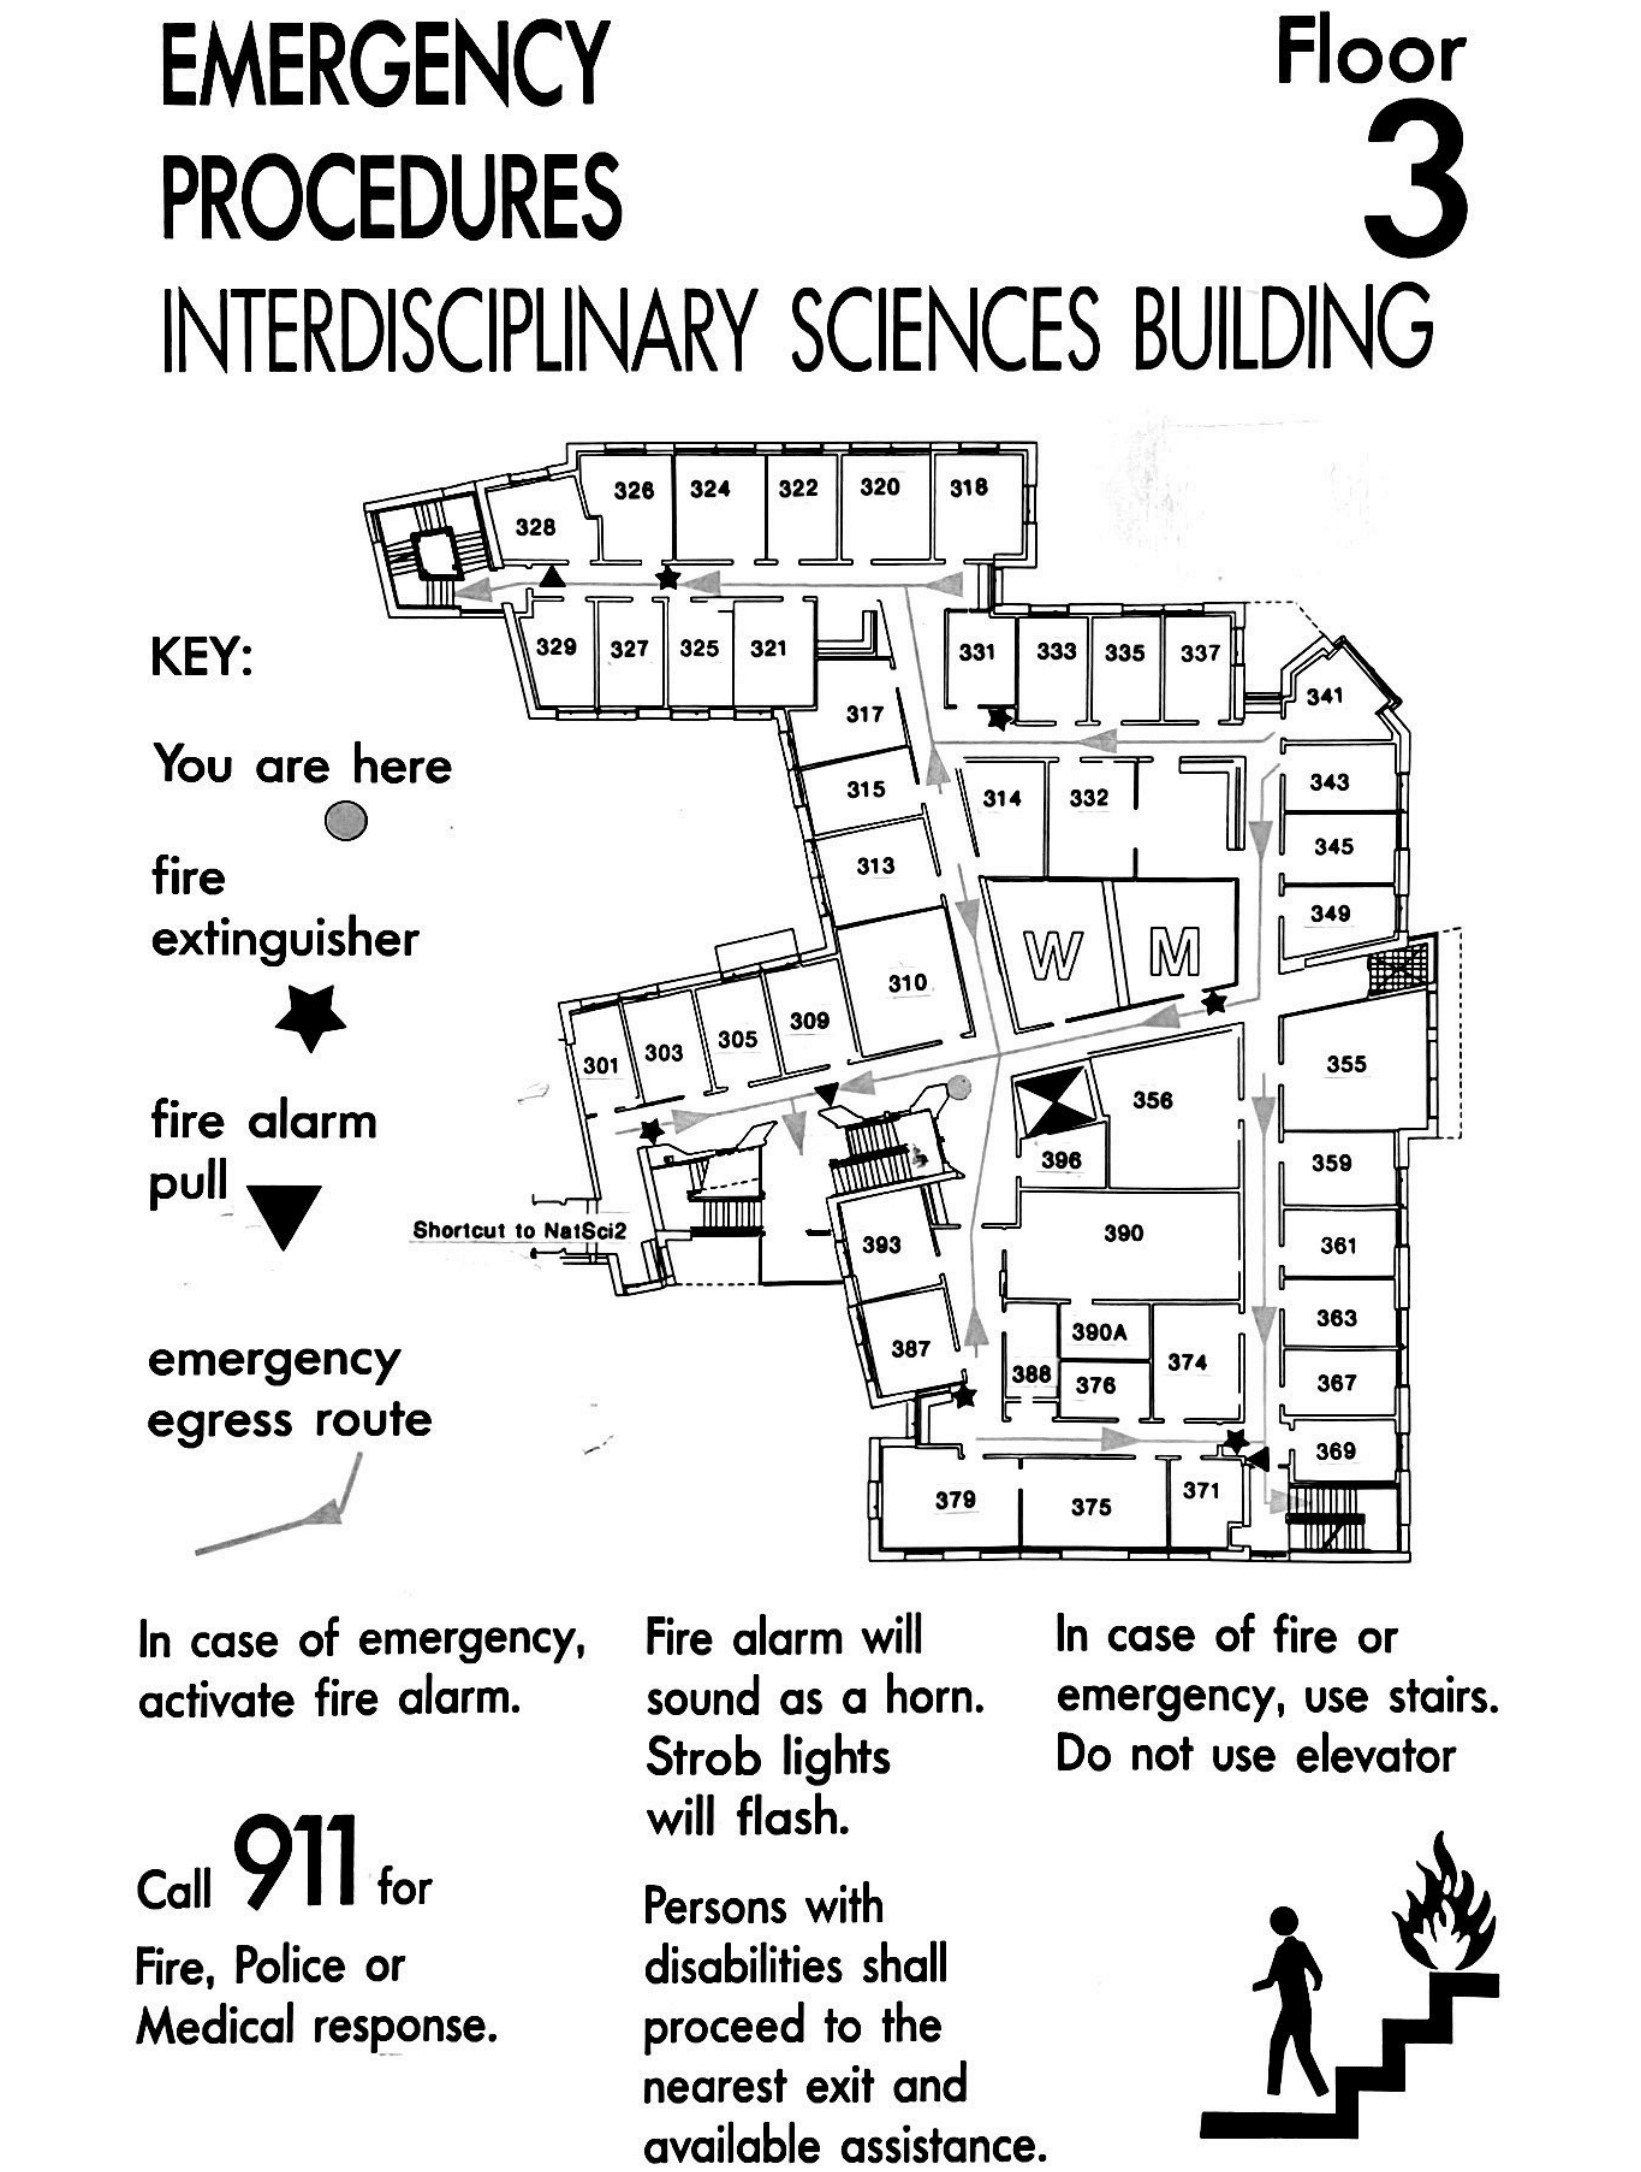 EMERGENCY
PROCEDURES
INTERDISCIPLINARY SCIENCES BUILDING
Floor
3
KEY:
You are here
fire
extinguisher
fire alarm
pull
emergency
egress route
326
324
322
320
318
328
329
327
325
321
331
333
335
337
341
317
315
314
332
343
313
345
349
W
M
310
309
305
303
301
355
356
396
359
Shortcut to NatSci2
393
390
361
387
390A
363
388
376
374
367
369
379
375
371
In case of emergency,
activate fire alarm.
Call 911 for
Fire, Police or
Medical response.
Fire alarm will
sound as a horn.
Strob lights
will flash.
Persons with
disabilities shall
proceed to the
nearest exit and
available assistance.
In case of fire or
emergency, use stairs.
Do not use elevator